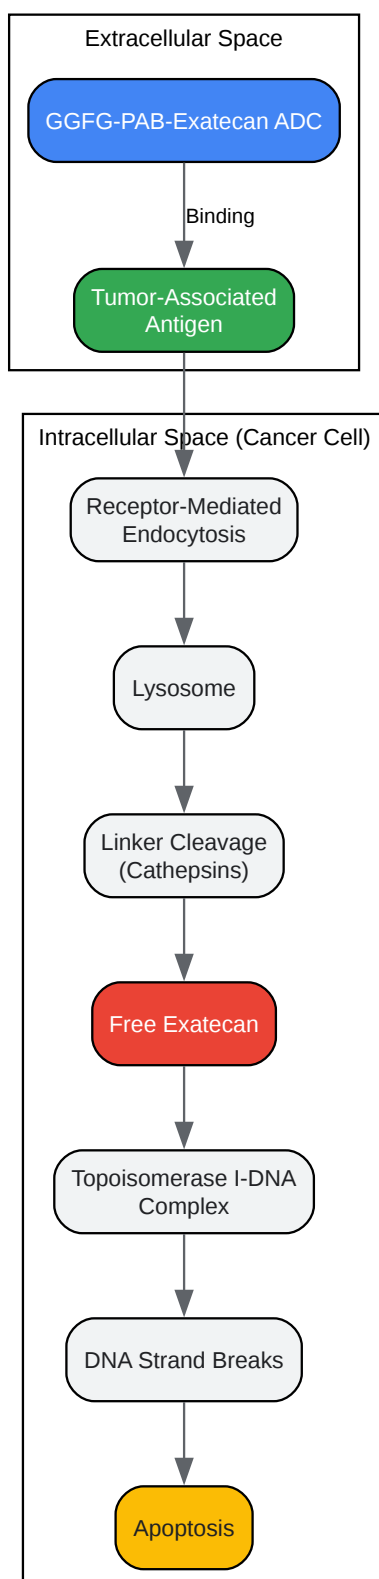 Extracellular Space
GGFG-PAB-Exatecan ADC
Binding
Tumor-Associated
Antigen
Intracellular Space (Cancer Cell)
Receptor-Mediated
Endocytosis
Lysosome
Linker Cleavage
(Cathepsins)
Free Exatecan
Topoisomerase I-DNA
Complex
DNA Strand Breaks
Apoptosis